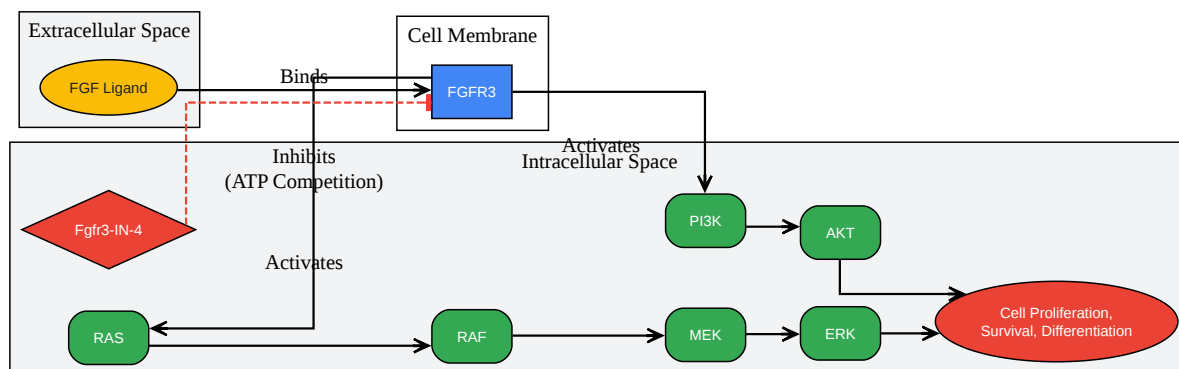 Extracellular Space
Cell Membrane
FGF Ligand
Binds
FGFR3
Activates
Intracellular Space
Inhibits
(ATP Competition)
Fgfr3-IN-4
PI3K
AKT
Activates
RAS
RAF
MEK
ERK
Cell Proliferation,
Survival, Differentiation